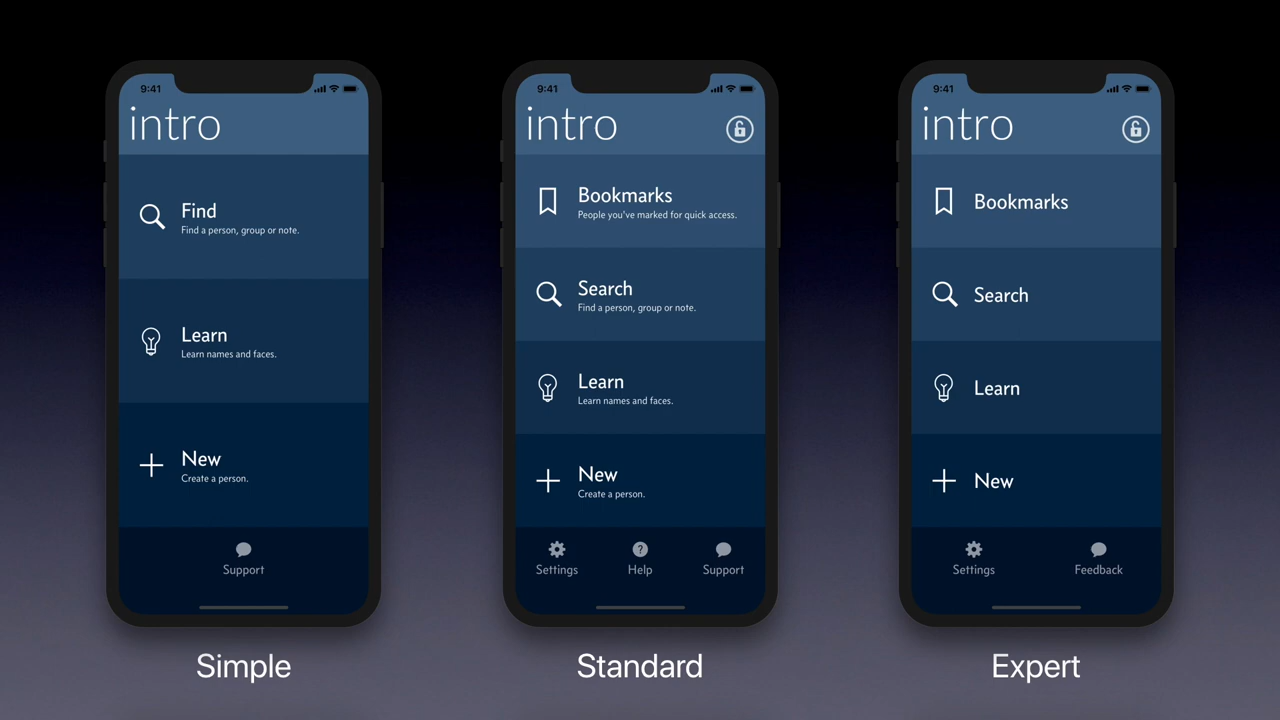 9:41
intro
Find
Find a person, group or note.
Learn
Learn names and faces.
New
Create a person.
Support
Simple
9:41
intro
Bookmarks
People you've marked for quick access.
Search
Find a person, group or note.
Learn
Learn names and faces.
New
Create a person.
Settings Help Support
Standard
9:41
intro
Bookmarks
Search
Learn
New
Settings Feedback
Expert